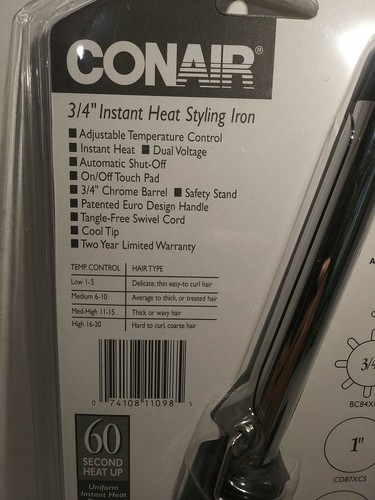 CONAIR®
3/4" Instant Heat Styling Iron
■ Adjustable Temperature Control
■ Instant Heat ■ Dual Voltage
■ Automatic Shut-Off
■ On/Off Touch Pad
■ 3/4" Chrome Barrel ■ Safety Stand
■ Patented Euro Design Handle
■ Tangle-Free Swivel Cord
■ Cool Tip
■ Two Year Limited Warranty
TEMP. CONTROL HAIR TYPE
Low 1-5 Delicate, thin easy-to curl hair
Medium 6-10 Average to thick, or treated hair
Med-High 11-15 Thick or wavy hair
High 16-20 Hard to curl, coarse hair
0 74108 11098 5
60
SECOND
HEAT UP
Uniform
Instant Heat
3/4
BC84X
1"
CD87XCS